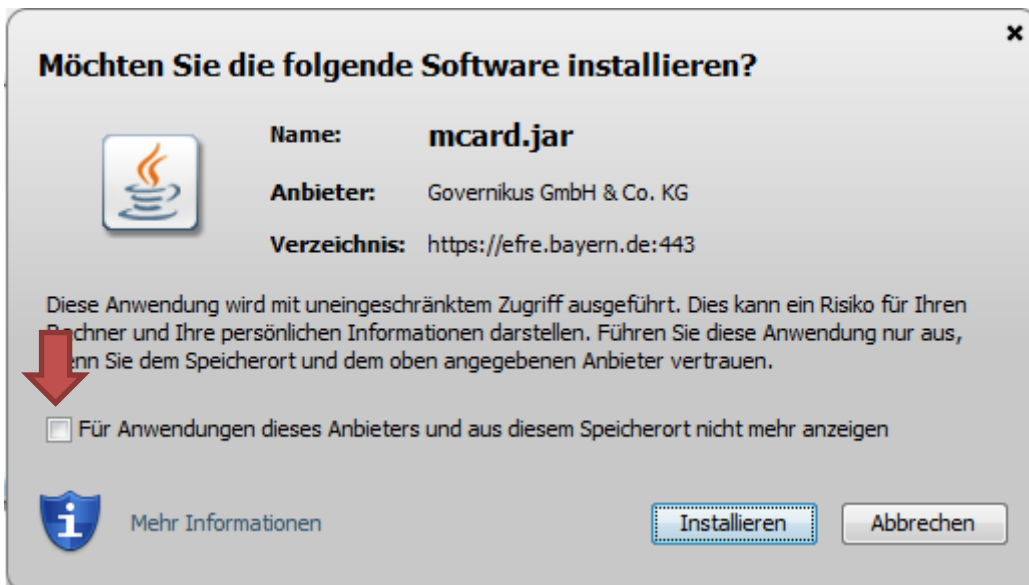 Möchten Sie die folgende Software installieren?
Name: mcard.jar
Anbieter: Governikus GmbH & Co. KG
Verzeichnis: https://efre.bayern.de:443
Diese Anwendung wird mit uneingeschränktem Zugriff ausgeführt. Dies kann ein Risiko für Ihren
Rechner und Ihre persönlichen Informationen darstellen. Führen Sie diese Anwendung nur aus,
wenn Sie dem Speicherort und dem oben angegebenen Anbieter vertrauen.
Für Anwendungen dieses Anbieters und aus diesem Speicherort nicht mehr anzeigen
Mehr Informationen
Installieren
Abbrechen